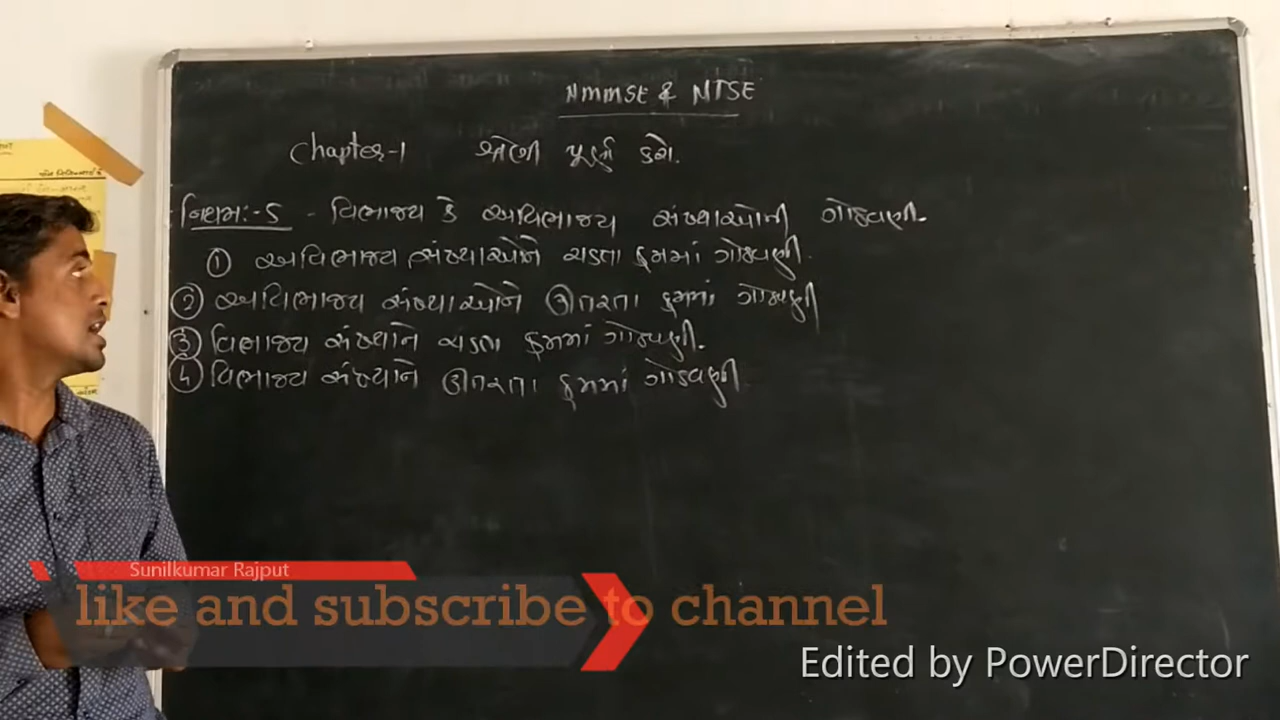 NMMSE & NTSE
Chapter-1 શ્રેણી પૂર્ણ કરો.
નિયમઃ-5 - વિભાજ્ય કે અવિભાજ્ય સંખ્યાઓની ગોઠવણી.
① અવિભાજ્ય સંખ્યાઓને ચડતા ક્રમમાં ગોઠવણી.
② અવિભાજ્ય સંખ્યાઓને ઊતરતા ક્રમમાં ગોઠવણી
③ વિભાજ્ય સંખ્યાને ચડતા ક્રમમાં ગોઠવણી.
④ વિભાજ્ય સંખ્યાને ઊતરતા ક્રમમાં ગોઠવણી.
Sunilkumar Rajput
like and subscribe to channel
Edited by PowerDirector